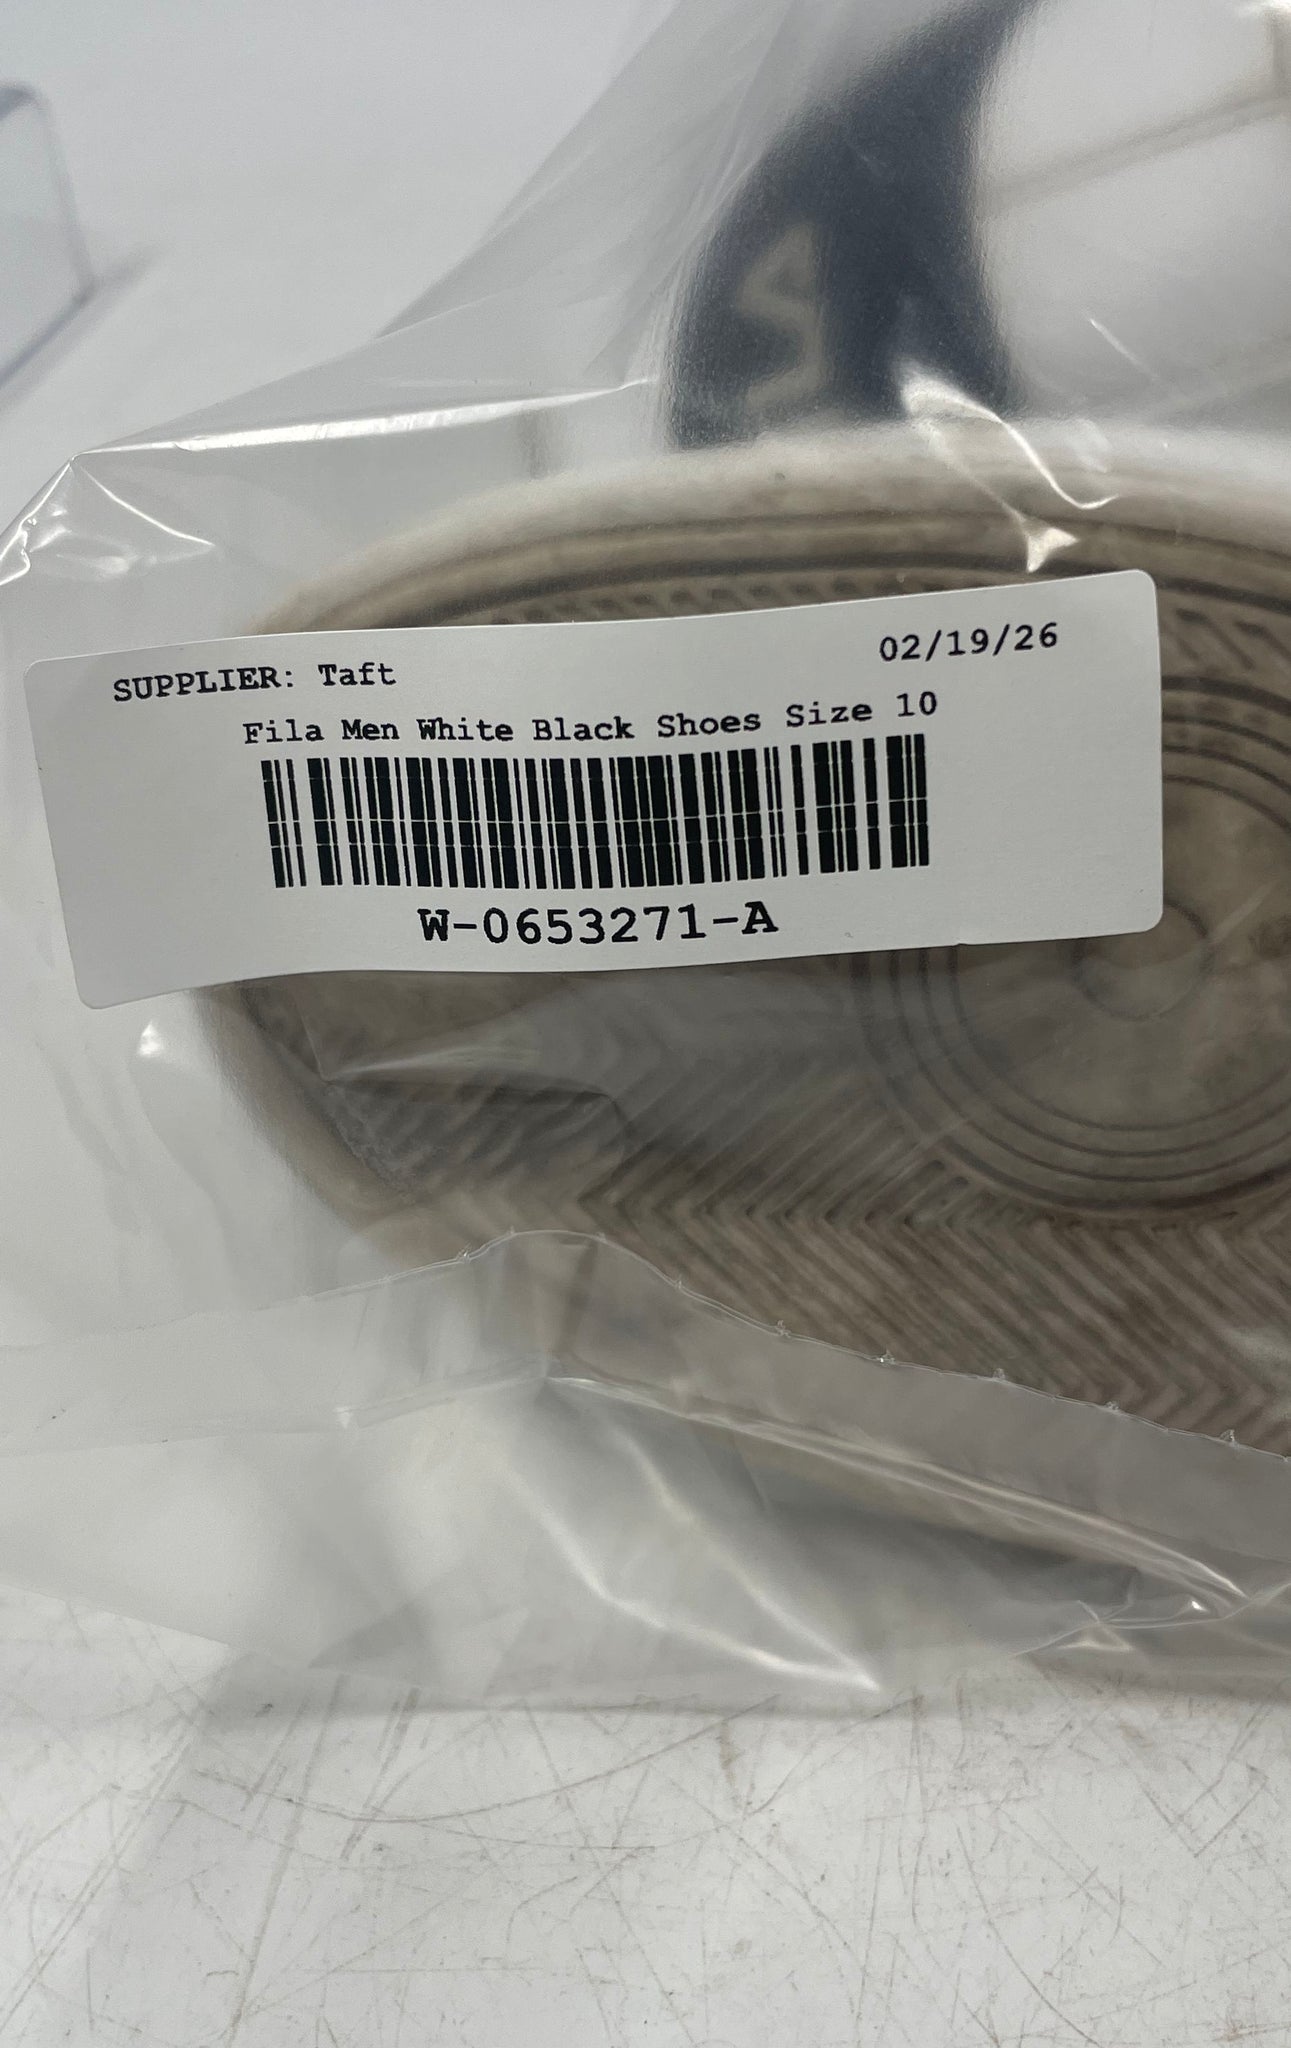 SUPPLIER: Taft
02/19/26
Fila Men White Black Shoes Size 10
W-0653271-A